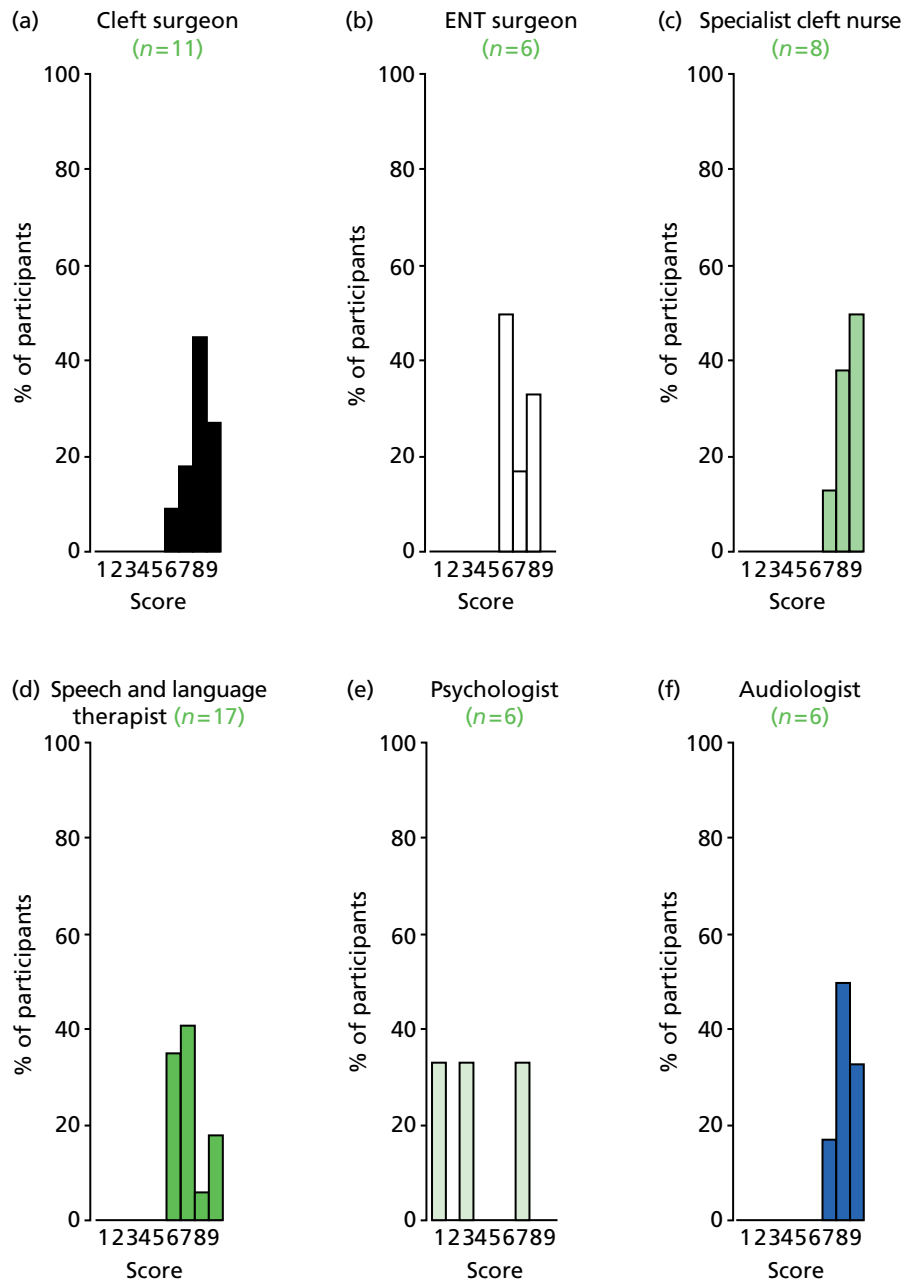 (a) Cleft surgeon
(n=11)
100
80
60
40
20
0
% of participants
123456789
Score
(b) ENT surgeon
(n=6)
100
80
60
40
20
0
% of participants
123456789
Score
(c) Specialist cleft nurse
(n=8)
100
80
60
40
20
0
% of participants
123456789
Score
(d) Speech and language
therapist (n=17)
100
80
60
40
20
0
% of participants
123456789
Score
(e) Psychologist
(n=6)
100
80
60
40
20
0
% of participants
123456789
Score
(f) Audiologist
(n=6)
100
80
60
40
20
0
% of participants
123456789
Score